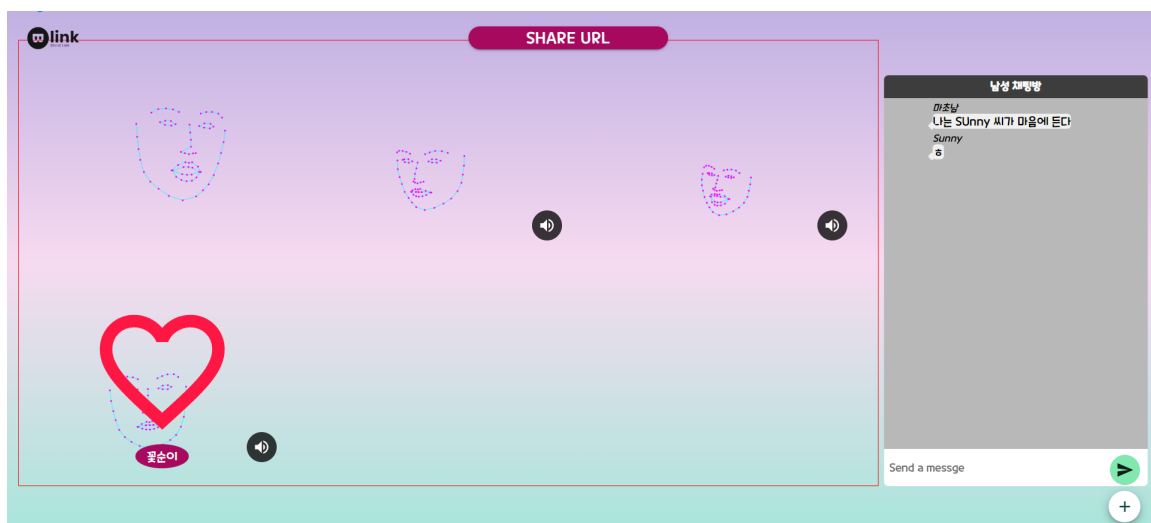 link
SHARE URL
남성 채팅방
마초남
나는 SUnny 씨가 마음에 든다
Sunny
ㅎ
꽃순이
Send a messge